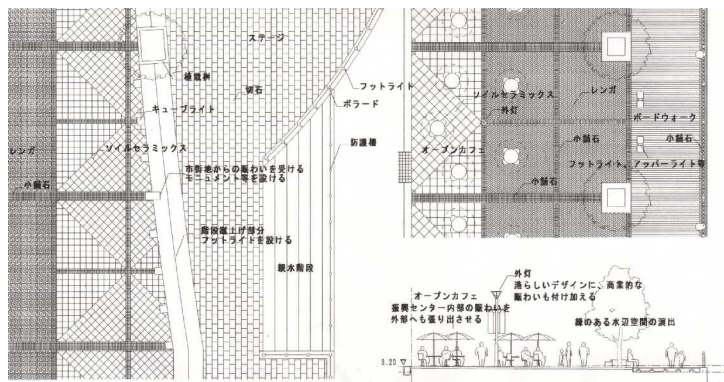 ステージ
植栽桝
切石
フットライト
ボラード
キューブライト
防護柵
レンガ
ソイルセラミックス
市街地からの賑わいを受ける
モニュメント等を設ける
小舗石
階段蹴上げ部分
フットライトを設ける
親水階段
ソイルセラミックス
レンガ
外灯
ボードウォーク
オープンカフェ
小舗石
小舗石
フットライト、アッパーライト等
小舗石
外灯
港らしいデザインに、商業的な
賑わいも付け加える
オープンカフェ
振興センター内部の賑わいを
外部へも張り出させる
緑のある水辺空間の演出
3.20